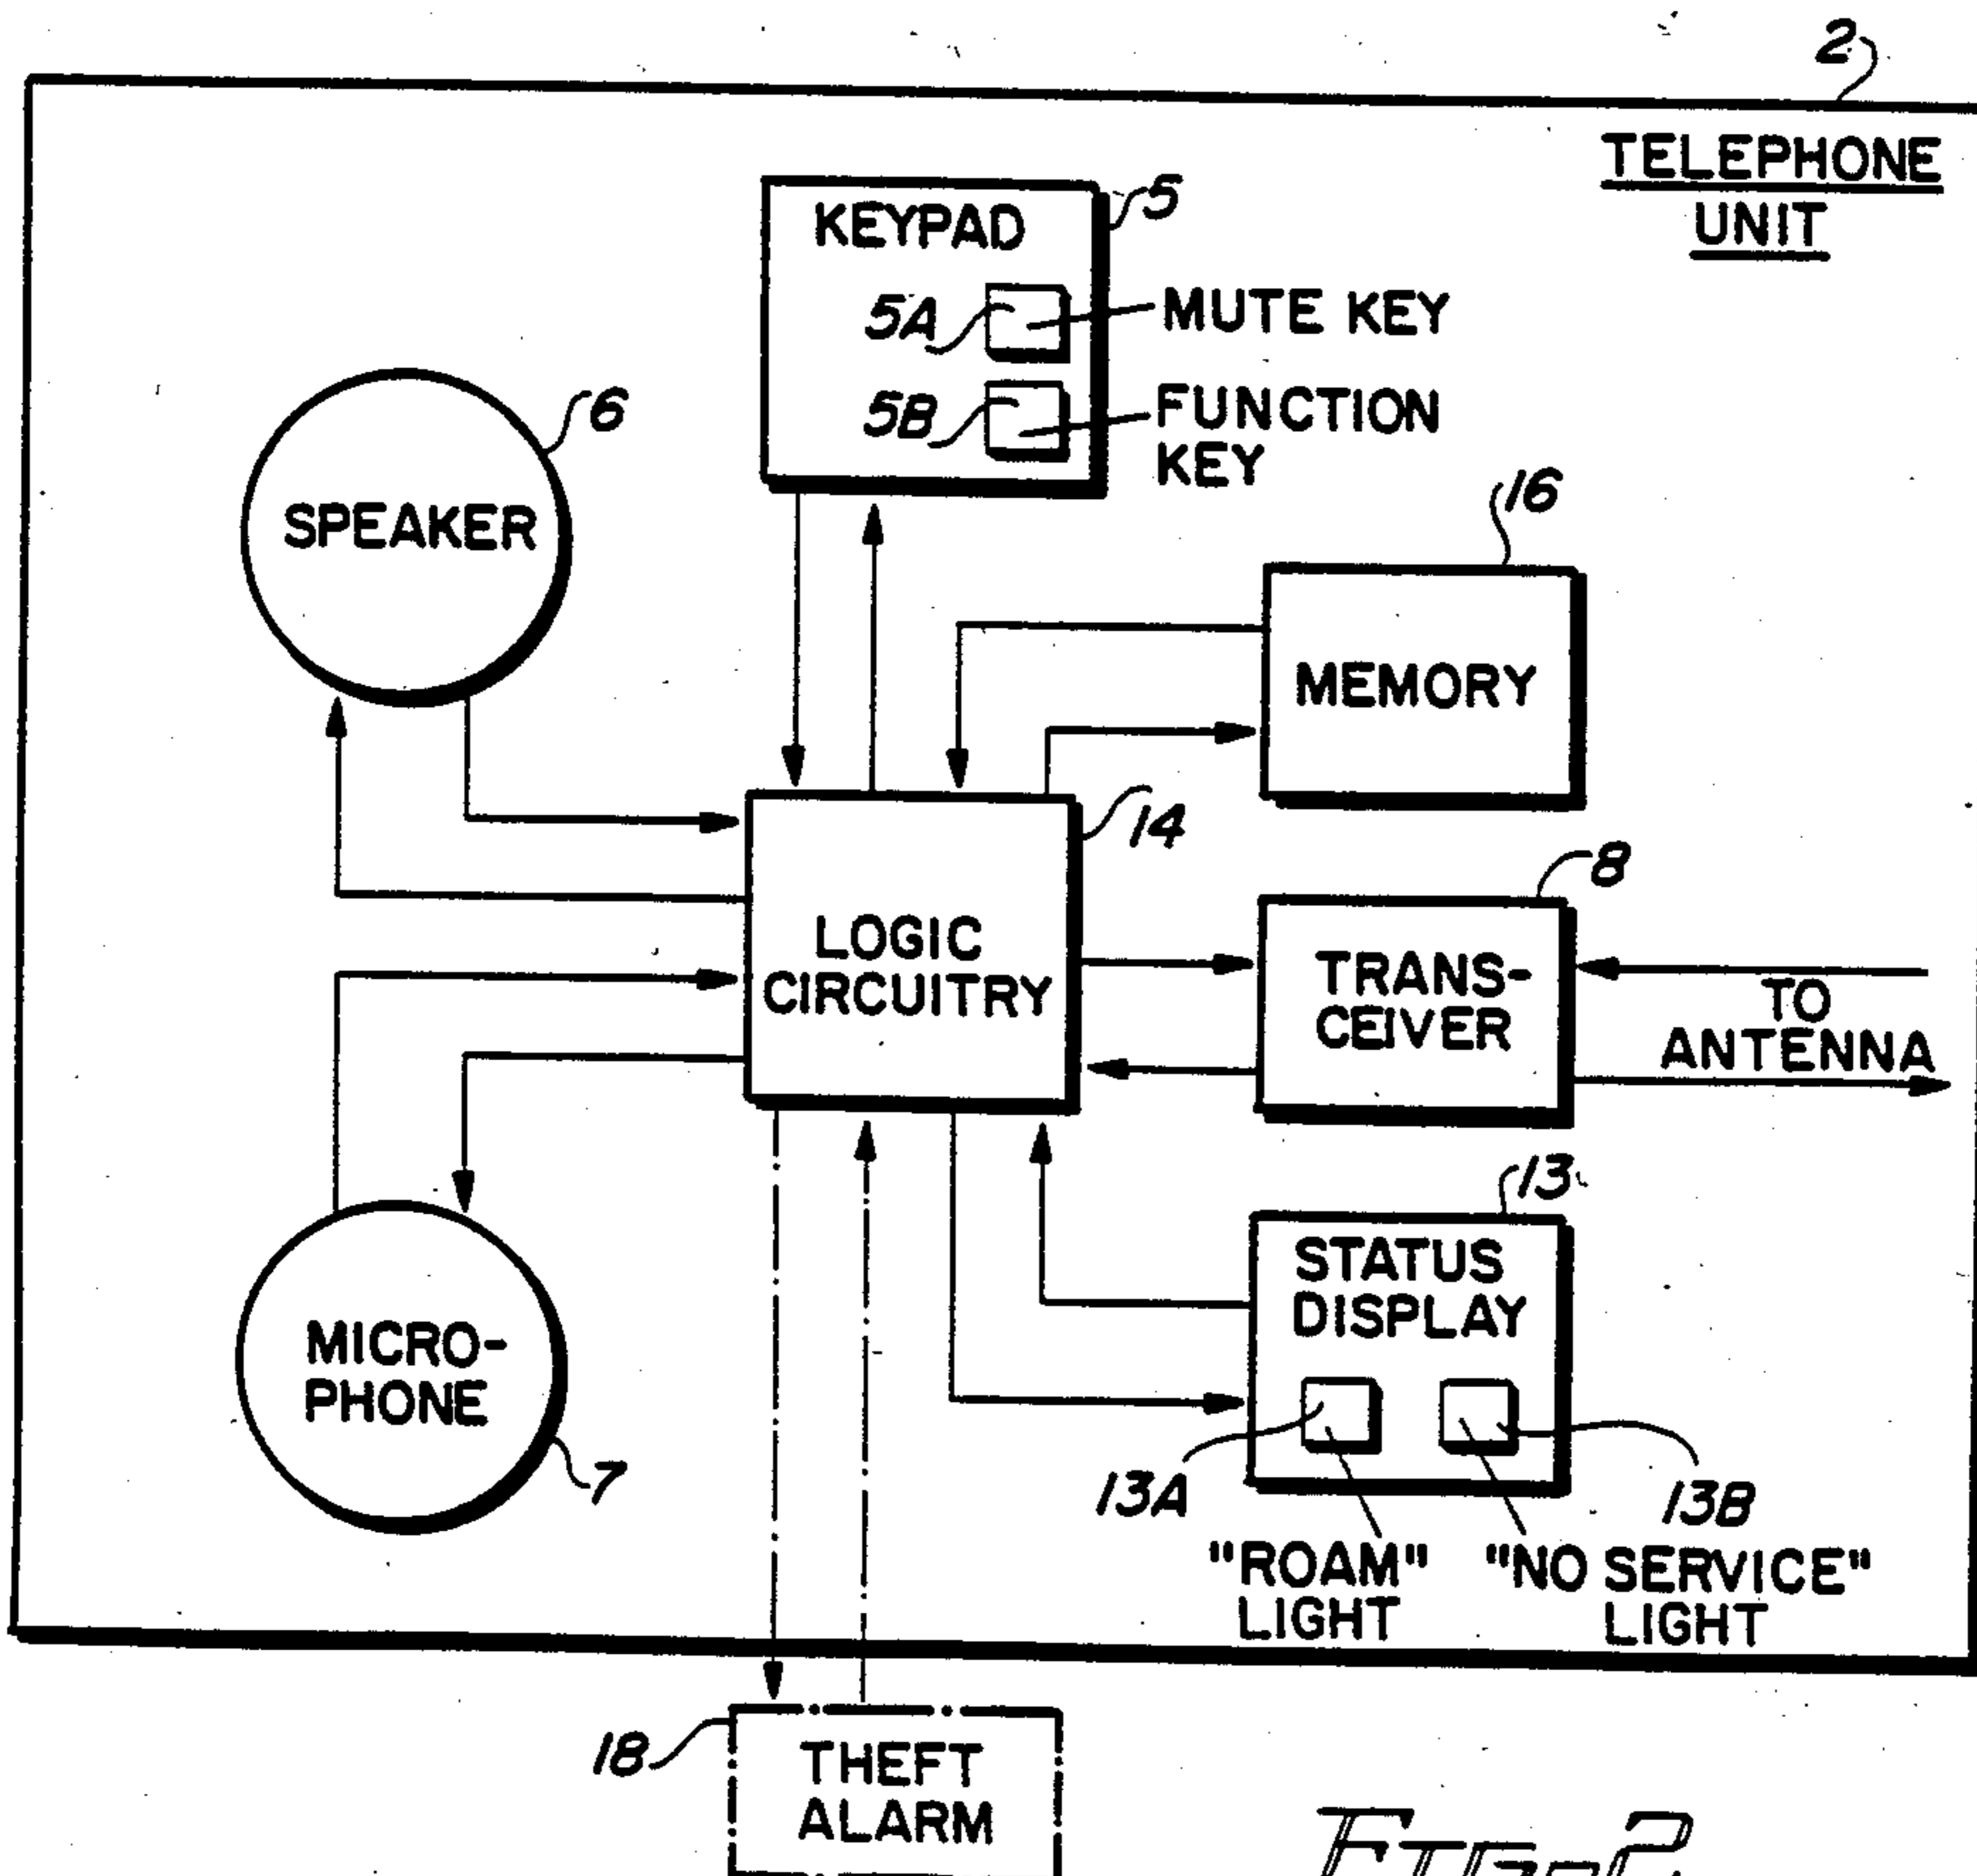 2
TELEPHONE
UNIT
KEYPAD
5
5A
MUTE KEY
5B
FUNCTION
KEY
6
SPEAKER
16
MEMORY
14
LOGIC
CIRCUITRY
8
TRANS-
CEIVER
TO
ANTENNA
13
STATUS
DISPLAY
MICRO-
PHONE
7
13A
13B
"ROAM"
LIGHT
"NO SERVICE"
LIGHT
18
THEFT
ALARM
FIG-2